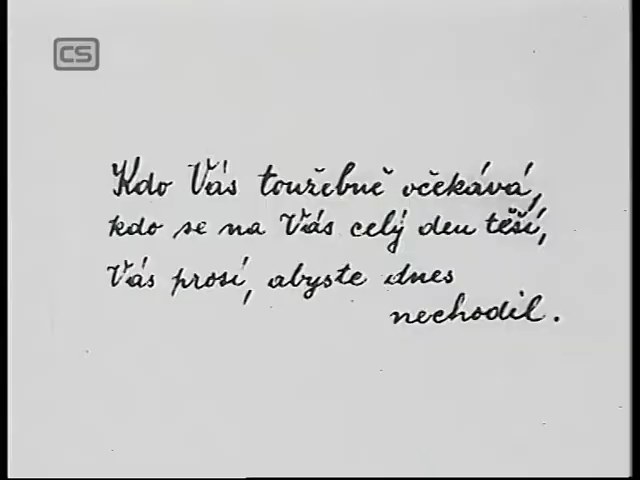 CS
Kdo Vás toužebně očekává,
kdo se na Vás celý den těší,
Vás prosí, abyste dnes
nechodil.